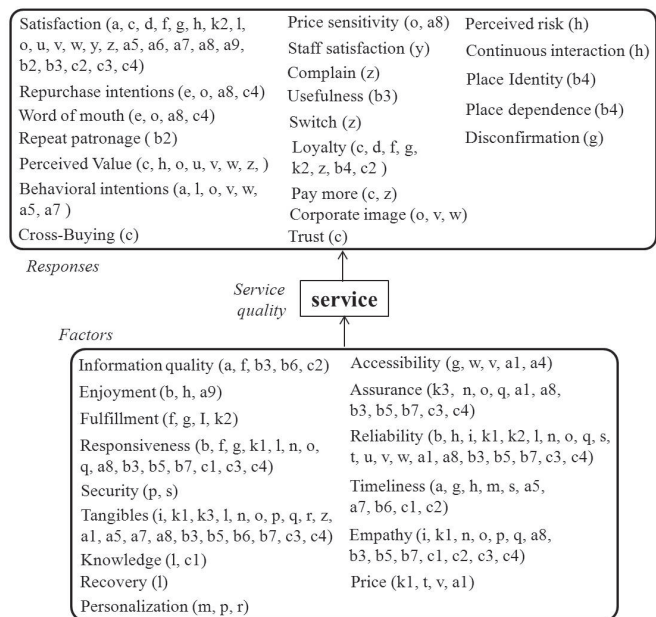 Satisfaction (a, c, d, f, g, h, k2, l,
o, u, v, w, y, z, a5, a6, a7, a8, a9,
b2, b3, c2, c3, c4)
Repurchase intentions (e, o, a8, c4)
Word of mouth (e, o, a8, c4)
Repeat patronage ( b2)
Perceived Value (c, h, o, u, v, w, z, )
Behavioral intentions (a, l, o, v, w,
a5, a7 )
Cross-Buying (c)
Price sensitivity (o, a8)
Staff satisfaction (y)
Complain (z)
Usefulness (b3)
Switch (z)
Loyalty (c, d, f, g,
k2, z, b4, c2 )
Pay more (c, z)
Corporate image (o, v, w)
Trust (c)
Perceived risk (h)
Continuous interaction (h)
Place Identity (b4)
Place dependence (b4)
Disconfirmation (g)
Responses
Service
quality
service
Factors
Information quality (a, f, b3, b6, c2)
Enjoyment (b, h, a9)
Fulfillment (f, g, I, k2)
Responsiveness (b, f, g, k1, l, n, o,
q, a8, b3, b5, b7, c1, c3, c4)
Security (p, s)
Tangibles (i, k1, k3, l, n, o, p, q, r, z,
a1, a5, a7, a8, b3, b5, b6, b7, c3, c4)
Knowledge (l, c1)
Recovery (l)
Personalization (m, p, r)
Accessibility (g, w, v, a1, a4)
Assurance (k3, n, o, q, a1, a8,
b3, b5, b7, c3, c4)
Reliability (b, h, i, k1, k2, l, n, o, q, s,
t, u, v, w, a1, a8, b3, b5, b7, c3, c4)
Timeliness (a, g, h, m, s, a5,
a7, b6, c1, c2)
Empathy (i, k1, n, o, p, q, a8,
b3, b5, b7, c1, c2, c3, c4)
Price (k1, t, v, a1)